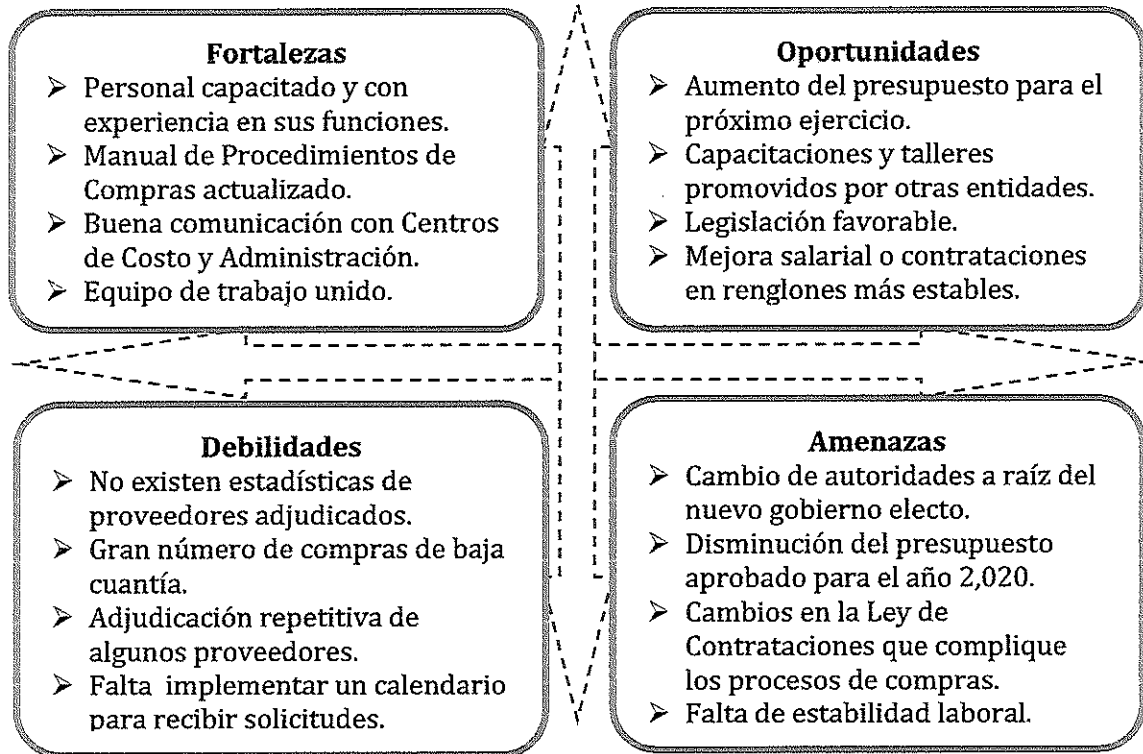 Fortalezas
➢ Personal capacitado y con
experiencia en sus funciones.
➢ Manual de Procedimientos de
Compras actualizado.
➢ Buena comunicación con Centros
de Costo y Administración.
➢ Equipo de trabajo unido.
Oportunidades
➢ Aumento del presupuesto para el
próximo ejercicio.
➢ Capacitaciones y talleres
promovidos por otras entidades.
➢ Legislación favorable.
➢ Mejora salarial o contrataciones
en renglones más estables.
Debilidades
➢ No existen estadísticas de
proveedores adjudicados.
➢ Gran número de compras de baja
cuantía.
➢ Adjudicación repetitiva de
algunos proveedores.
➢ Falta implementar un calendario
para recibir solicitudes.
Amenazas
➢ Cambio de autoridades a raíz del
nuevo gobierno electo.
➢ Disminución del presupuesto
aprobado para el año 2,020.
➢ Cambios en la Ley de
Contrataciones que complique
los procesos de compras.
➢ Falta de estabilidad laboral.